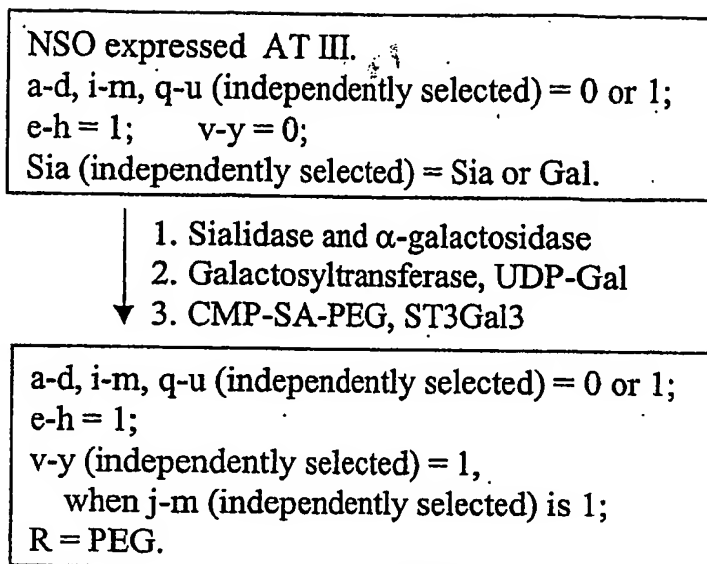 NSO expressed AT III.
a-d, i-m, q-u (independently selected) = 0 or 1;
e-h = 1; v-y = 0;
Sia (independently selected) = Sia or Gal.
1. Sialidase and α-galactosidase
2. Galactosyltransferase, UDP-Gal
3. CMP-SA-PEG, ST3Gal3
a-d, i-m, q-u (independently selected) = 0 or 1;
e-h = 1;
v-y (independently selected) = 1,
when j-m (independently selected) is 1;
R = PEG.